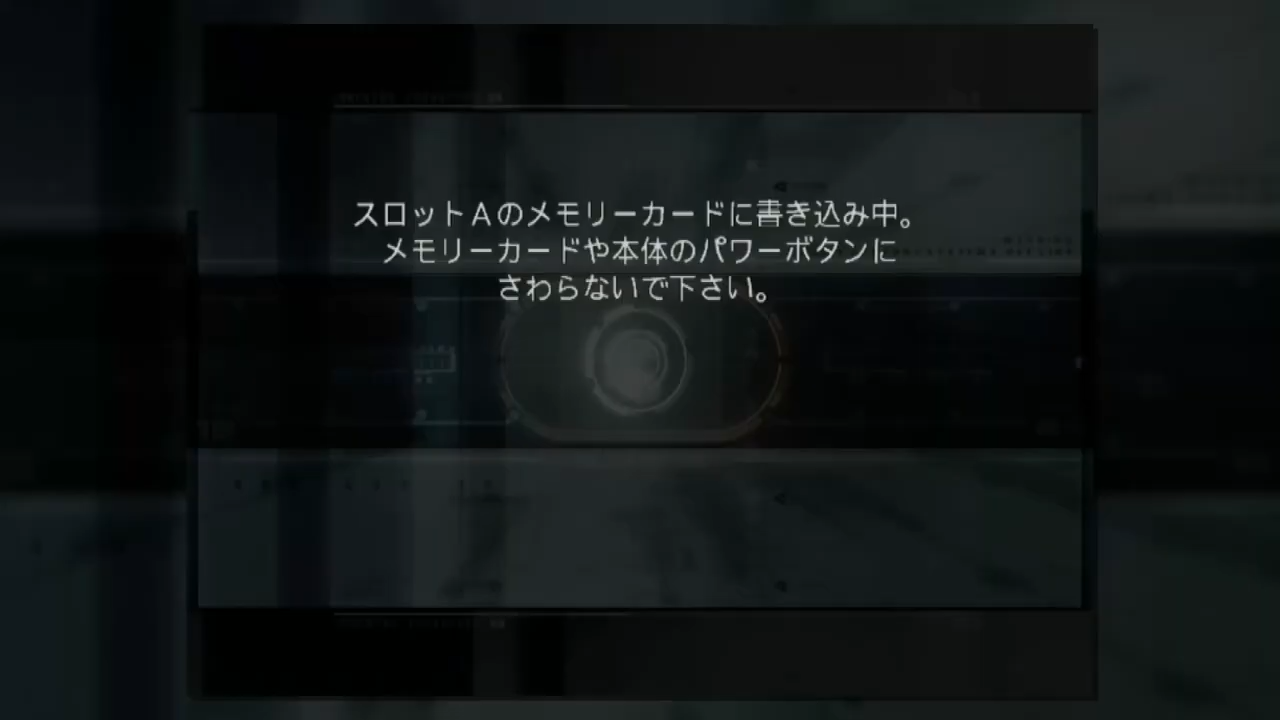 スロットＡのメモリーカードに書き込み中。
メモリーカードや本体のパワーボタンに
さわらないで下さい。